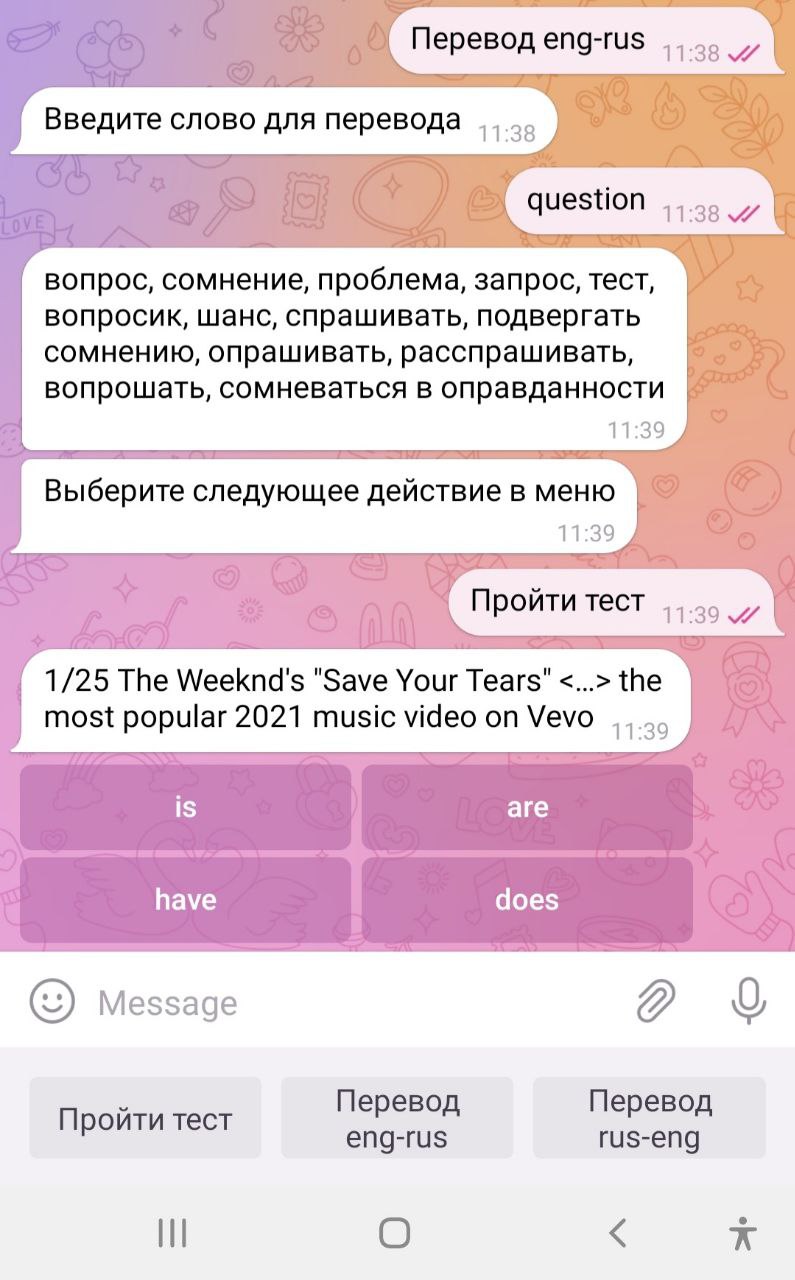 Перевод eng-rus 11:38
Введите слово для перевода 11:38
question 11:38
LOVE
вопрос, сомнение, проблема, запрос, тест,
вопросик, шанс, спрашивать, подвергать
сомнению, опрашивать, расспрашивать,
вопрошать, сомневаться в оправданности
11:39
Выберите следующее действие в меню
11:39
Пройти тест 11:39
1/25 The Weeknd's "Save Your Tears" <...> the
most popular 2021 music video on Vevo 11:39
is
are
LOVE
have
does
Message
Пройти тест
Перевод
eng-rus
Перевод
rus-eng